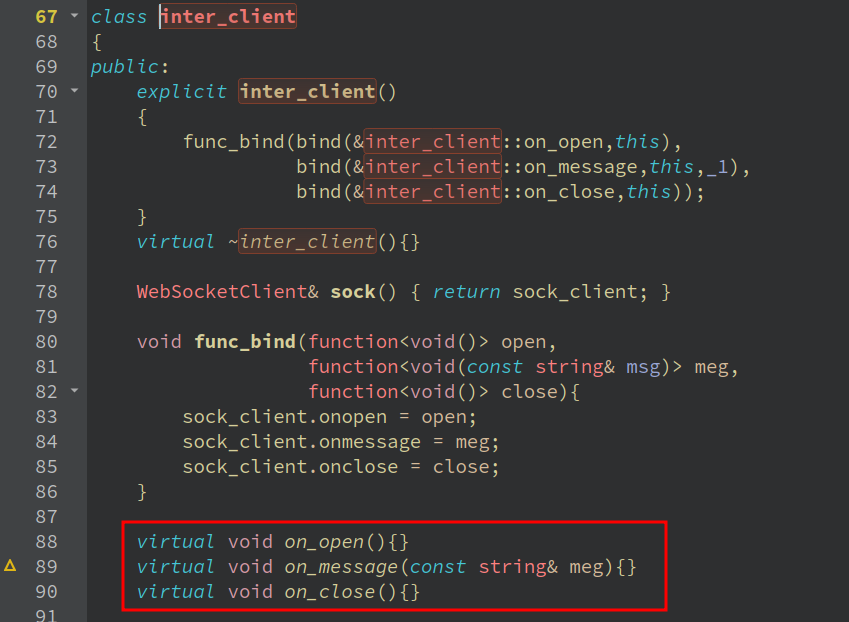 67 class inter_client
68 {
69 public:
70 explicit inter_client()
71 {
72 func_bind(bind(&inter_client::on_open,this),
73 bind(&inter_client::on_message,this,_1),
74 bind(&inter_client::on_close,this));
75 }
76 virtual ~inter_client(){}
77
78 WebSocketClient& sock() { return sock_client; }
79
80 void func_bind(function<void()> open,
81 function<void(const string& msg)> meg,
82 function<void()> close){
83 sock_client.onopen = open;
84 sock_client.onmessage = meg;
85 sock_client.onclose = close;
86 }
87
88 virtual void on_open(){}
89 virtual void on_message(const string& meg){}
90 virtual void on_close(){}
91